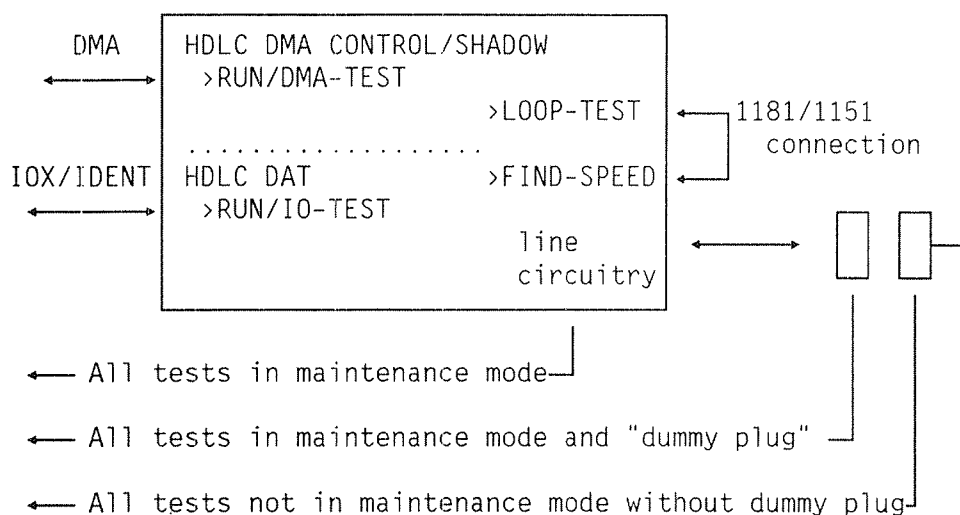 DMA
HDLC DMA CONTROL/SHADOW
>RUN/DMA-TEST
>LOOP-TEST
1181/1151
connection
....................
IOX/IDENT
HDLC DAT
>FIND-SPEED
>RUN/IO-TEST
line
circuitry
All tests in maintenance mode
All tests in maintenance mode and "dummy plug"
All tests not in maintenance mode without dummy plug